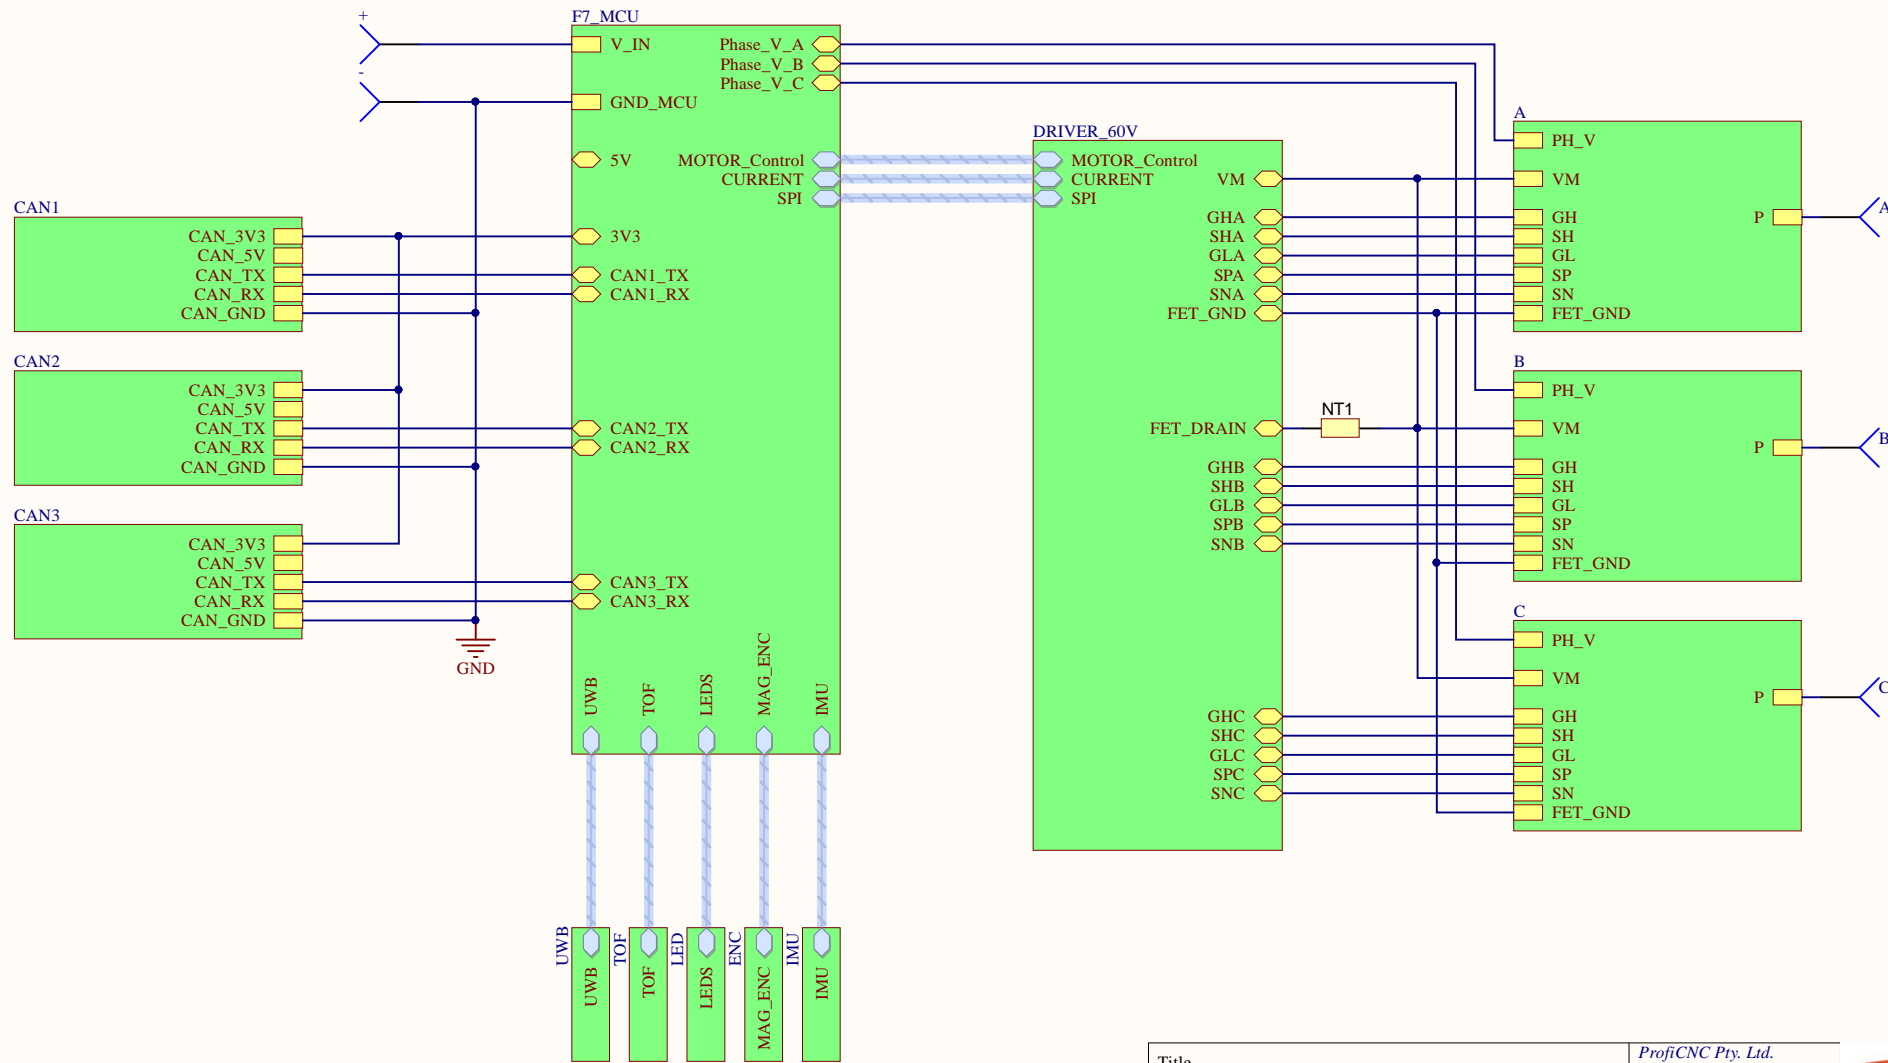 +
-
F7_MCU
V_IN
GND_MCU
5V
3V3
CAN1_TX
CAN1_RX
CAN2_TX
CAN2_RX
CAN3_TX
CAN3_RX
Phase_V_A
Phase_V_B
Phase_V_C
MOTOR_Control
CURRENT
SPI
UWB
TOF
LEDS
MAG_ENC
IMU
CAN1
CAN_3V3
CAN_5V
CAN_TX
CAN_RX
CAN_GND
CAN2
CAN_3V3
CAN_5V
CAN_TX
CAN_RX
CAN_GND
CAN3
CAN_3V3
CAN_5V
CAN_TX
CAN_RX
CAN_GND
GND
UWB
UWB
TOF
TOF
LED
LEDS
ENC
MAG_ENC
IMU
IMU
DRIVER_60V
MOTOR_Control
CURRENT
SPI
VM
GHA
SHA
GLA
SPA
SNA
FET_GND
FET_DRAIN
GHB
SHB
GLB
SPB
SNB
GHC
SHC
GLC
SPC
SNC
NT1
A
PH_V
VM
GH
SH
GL
SP
SN
FET_GND
P
A
B
PH_V
VM
GH
SH
GL
SP
SN
FET_GND
P
B
C
PH_V
VM
GH
SH
GL
SP
SN
FET_GND
P
C
Title
ProfiCNC Pty. Ltd.